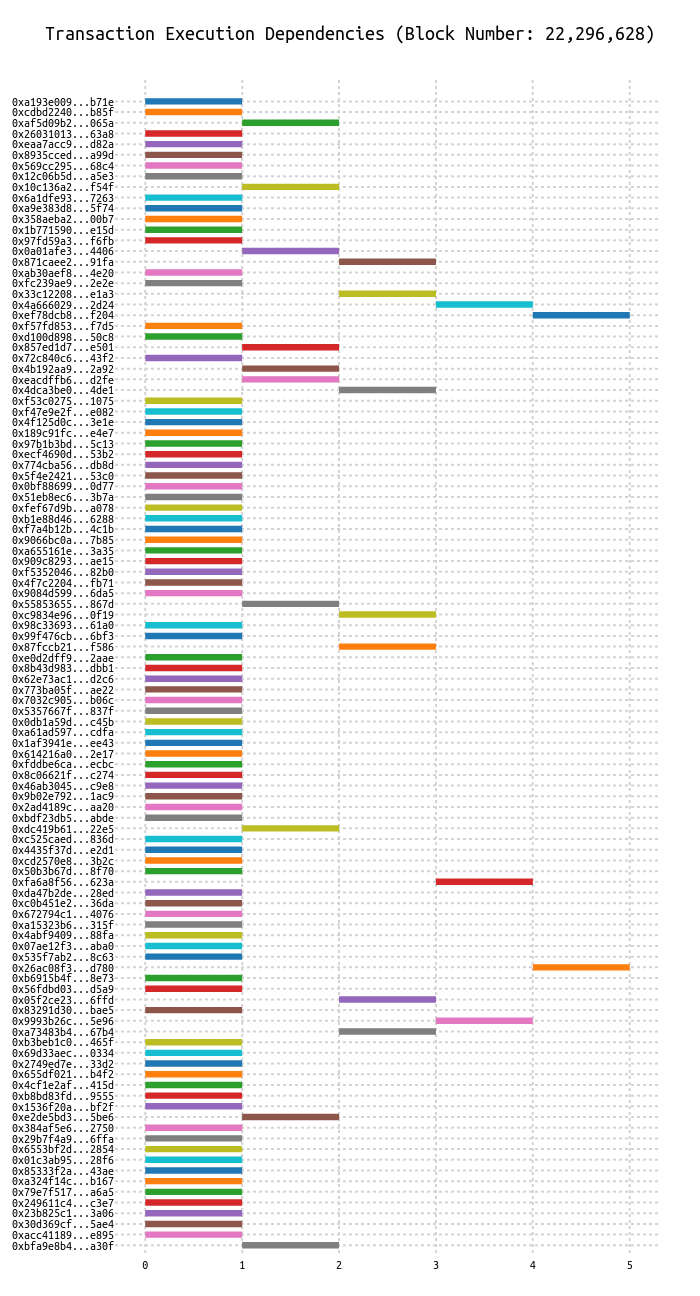 Transaction Execution Dependencies (Block Number: 22,296,628)
0xa193e009...b71e
0xcdbd2240...b85f
0xaf5d09b2...065a
0x26031013...63a8
0xeaa7acc9...d82a
0x8935cced...a99d
0x569cc295...68c4
0x12c06b5d...a5e3
0x10c136a2...f54f
0x6a1dfe93...7263
0xa9e383d8...5f74
0x358aeba2...00b7
0x1b771590...e15d
0x97fd59a3...f6fb
0x0a01afe3...4406
0x871caee2...91fa
0xab30aef8...4e20
0xfc239ae9...2e2e
0x33c12208...e1a3
0x4a666029...2d24
0xef78dcb8...f204
0xf57fd853...f7d5
0xd100d898...50c8
0x857ed1d7...e501
0x72c840c6...43f2
0x4b192aa9...2a92
0xeacdffb6...d2fe
0x4dca3be0...4de1
0xf53c0275...1075
0xf47e9e2f...e082
0x4f125d0c...3e1e
0x189c91fc...e4e7
0x97b1b3bd...5c13
0xecf4690d...53b2
0x774cba56...db8d
0x5f4e2421...53c0
0x0bf88699...0d77
0x51eb8ec6...3b7a
0xfef67d9b...a078
0xb1e88d46...6288
0xf7a4b12b...4c1b
0x9066bc0a...7b85
0xa655161e...3a35
0x909c8293...ae15
0xf5352046...82b0
0x4f7c2204...fb71
0x9084d599...6da5
0x55853655...867d
0xc9834e96...0f19
0x98c33693...61a0
0x99f476cb...6bf3
0x87fccb21...f586
0xe0d2dff9...2aae
0x8b43d983...dbb1
0x62e73ac1...d2c6
0x773ba05f...ae22
0x7032c905...b06c
0x5357667f...837f
0x0db1a59d...c45b
0xa61ad597...cdfa
0x1af3941e...ee43
0x614216a0...2e17
0xfddbe6ca...ecbc
0x8c06621f...c274
0x46ab3045...c9e8
0x9b02e792...1ac9
0x2ad4189c...aa20
0xbdf23db5...abde
0xdc419b61...22e5
0xc525caed...836d
0x4435f37d...e2d1
0xcd2570e8...3b2c
0x50b3b67d...8f70
0xfa6a8f56...623a
0xda47b2de...28ed
0xc0b451e2...36da
0x672794c1...4076
0xa15323b6...315f
0x4abf9409...88fa
0x07ae12f3...aba0
0x535f7ab2...8c63
0x26ac08f3...d780
0xb6915b4f...8e73
0x56fdbd03...d5a9
0x05f2ce23...6ffd
0x83291d30...bae5
0x9993b26c...5e96
0xa73483b4...67b4
0xb3beb1c0...465f
0x69d33aec...0334
0x2749ed7e...33d2
0x655df021...b4f2
0x4cf1e2af...415d
0xb8bd83fd...9555
0x1536f20a...bf2f
0xe2de5bd3...5be6
0x384af5e6...2750
0x29b7f4a9...6ffa
0x6553bf2d...2854
0x01c3ab95...28f6
0x85333f2a...43ae
0xa324f14c...b167
0x79e7f517...a6a5
0x249611c4...c3e7
0x23b825c1...3a06
0x30d369cf...5ae4
0xacc41189...e895
0xbfa9e8b4...a30f
0 1 2 3 4 5